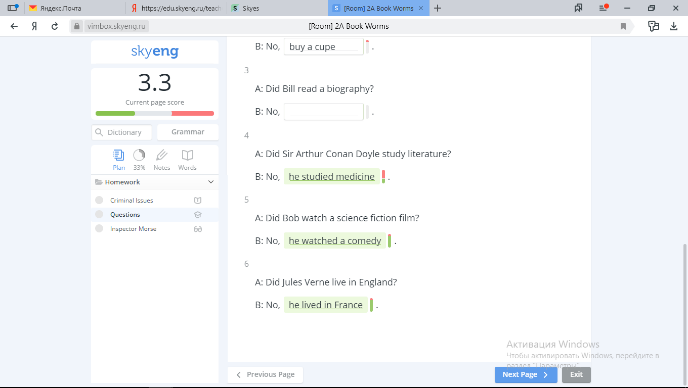 Яндекс.Почта
https://edu.skyeng.ru/teach
Skyes
[Room] 2A Book Worms
vimbox.skyeng.ru
[Room] 2A Book Worms
skyeng
3.3
Current page score
Dictionary
Grammar
Plan
33%
Notes
Words
Homework
Criminal Issues
Questions
Inspector Morse
B: No, buy a cupe .
3
A: Did Bill read a biography?
B: No, .
4
A: Did Sir Arthur Conan Doyle study literature?
B: No, he studied medicine .
5
A: Did Bob watch a science fiction film?
B: No, he watched a comedy .
6
A: Did Jules Verne live in England?
B: No, he lived in France .
Активация Windows
Чтобы активировать Windows, перейдите в
Previous Page
Next Page
Exit